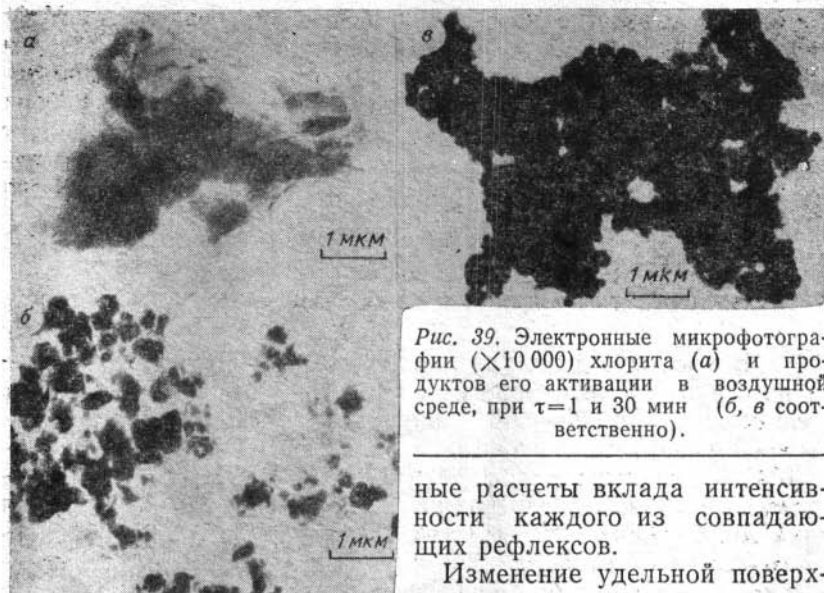 а
1 мкм
в
1 мкм
б
1 мкм
Рис. 39. Электронные микрофотогра-
фии (×10 000) хлорита (а) и про-
дуктов его активации в воздушной
среде, при τ=1 и 30 мин (б, в соот-
ветственно).
ные расчеты вклада интенсив-
ности каждого из совпадаю-
щих рефлексов.
Изменение удельной поверх-